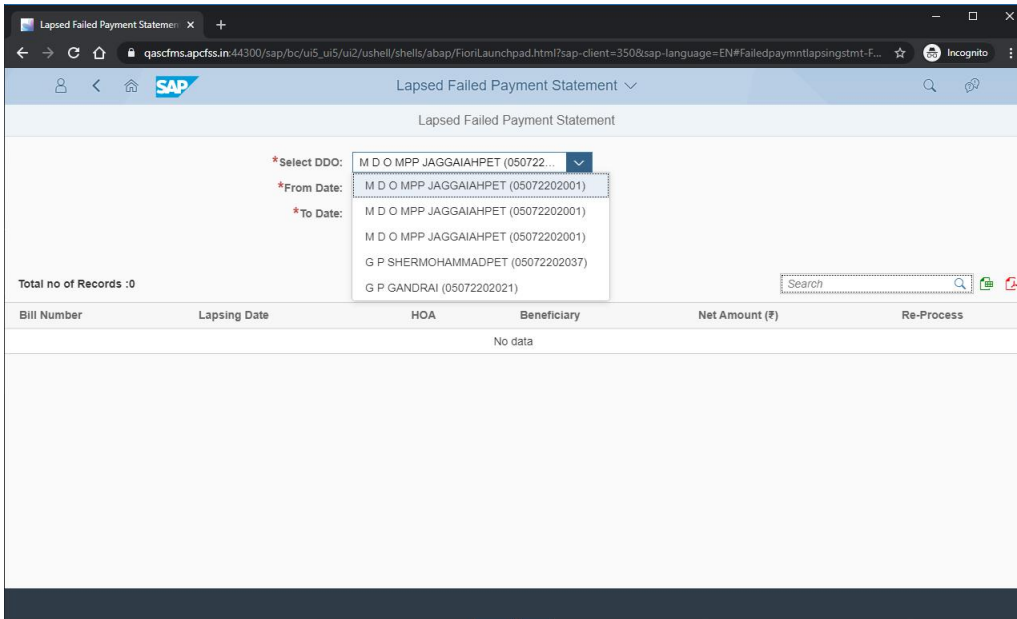 Lapsed Failed Payment Statemen
Incognito
qascfms.apcfss.in:44300/sap/bc/ui5_ui5/ui2/ushell/shells/abap/FioriLaunchpad.html?sap-client=350&sap-language=EN#Failedpaymntlapsingstmt-F...
SAP
Lapsed Failed Payment Statement
Lapsed Failed Payment Statement
*Select DDO: M D O MPP JAGGAIAHPET (050722...
*From Date: M D O MPP JAGGAIAHPET (05072202001)
*To Date: M D O MPP JAGGAIAHPET (05072202001)
M D O MPP JAGGAIAHPET (05072202001)
G P SHERMOHAMMADPET (05072202037)
G P GANDRAI (05072202021)
Total no of Records :0 Search
Bill Number Lapsing Date HOA Beneficiary Net Amount (₹) Re-Process
No data